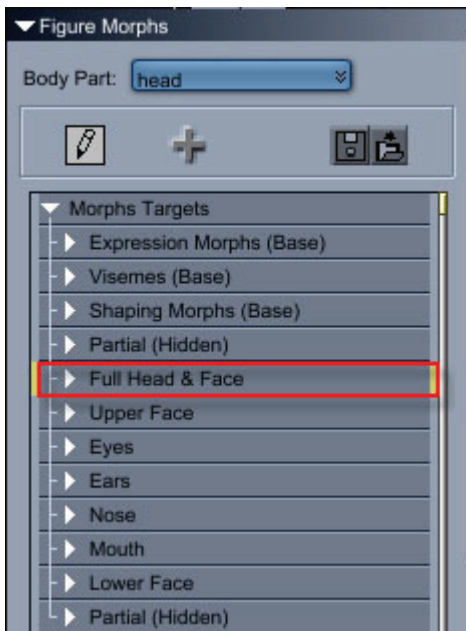 Figure Morphs
Body Part: head
Morphs Targets
Expression Morphs (Base)
Visemes (Base)
Shaping Morphs (Base)
Partial (Hidden)
Full Head & Face
Upper Face
Eyes
Ears
Nose
Mouth
Lower Face
Partial (Hidden)